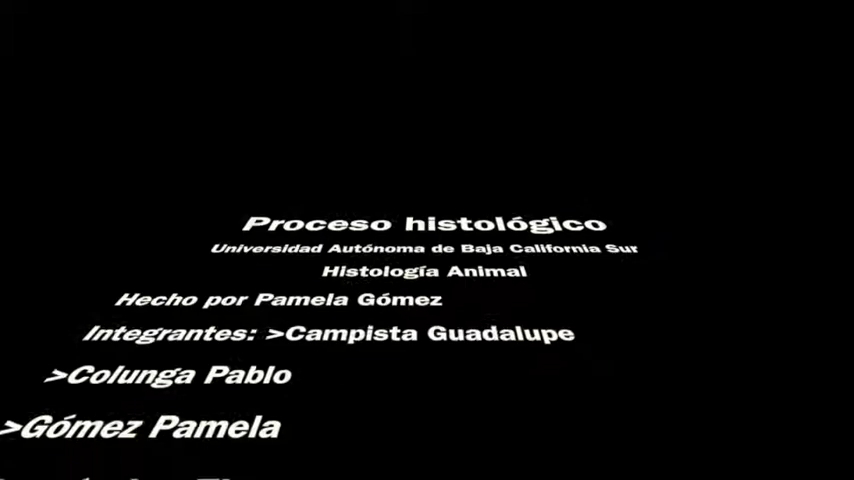 Proceso histológico
Universidad Autónoma de Baja California Sur
Histología Animal
Hecho por Pamela Gómez
Integrantes: >Campista Guadalupe
>Colunga Pablo
>Gómez Pamela